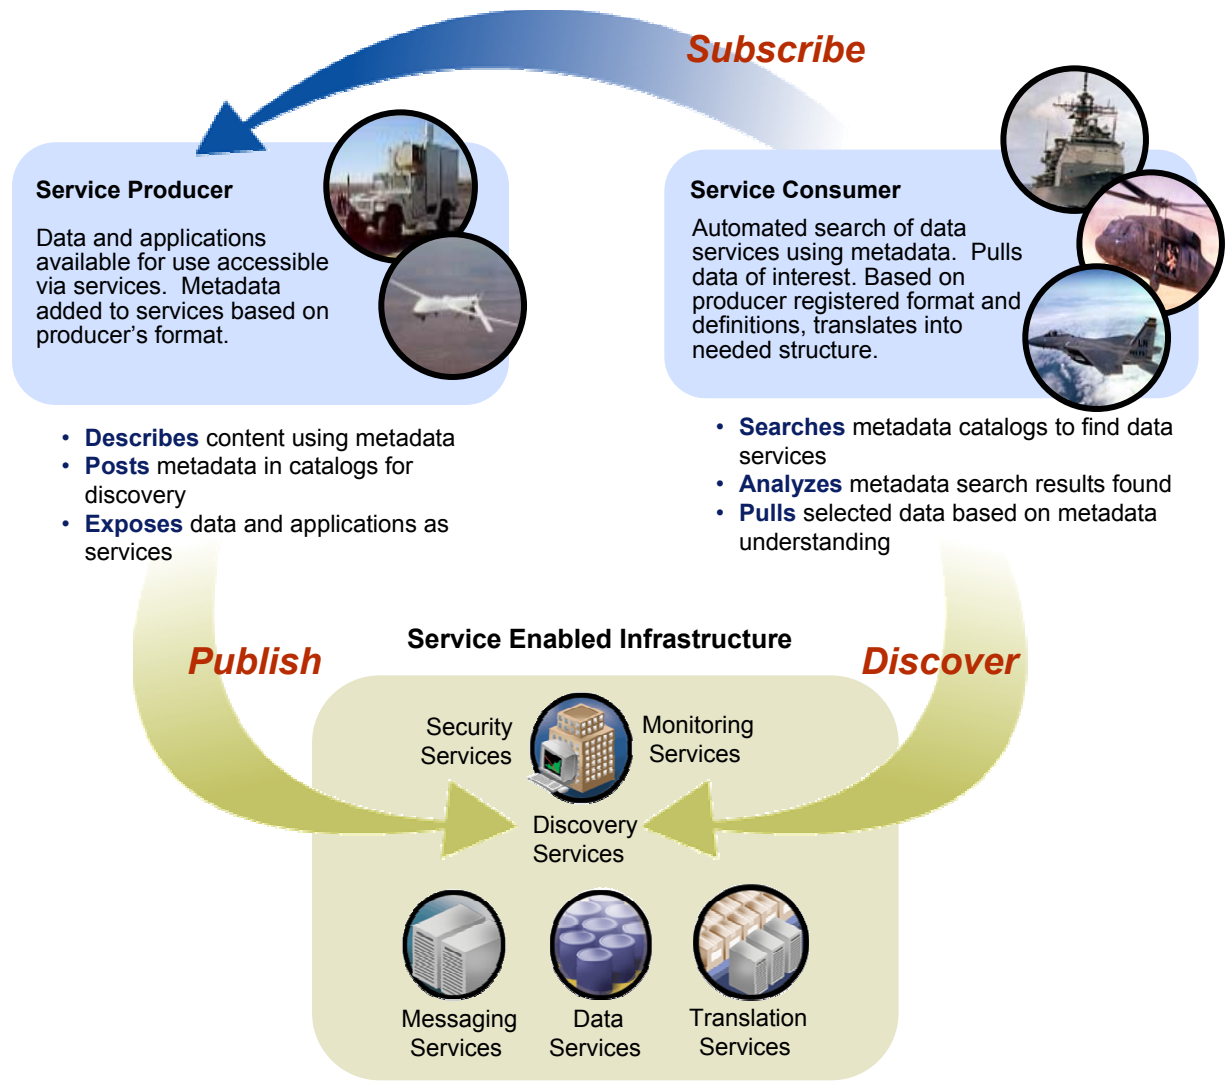 Subscribe
Service Producer
Data and applications
available for use accessible
via services.  Metadata
added to services based on
producer's format.
• Describes content using metadata
• Posts metadata in catalogs for
discovery
• Exposes data and applications as
services
Service Consumer
Automated search of data
services using metadata.  Pulls
data of interest. Based on
producer registered format and
definitions, translates into
needed structure.
• Searches metadata catalogs to find data
services
• Analyzes metadata search results found
• Pulls selected data based on metadata
understanding
Publish
Service Enabled Infrastructure
Discover
Security
Services
Monitoring
Services
Discovery
Services
Messaging
Services
Data
Services
Translation
Services